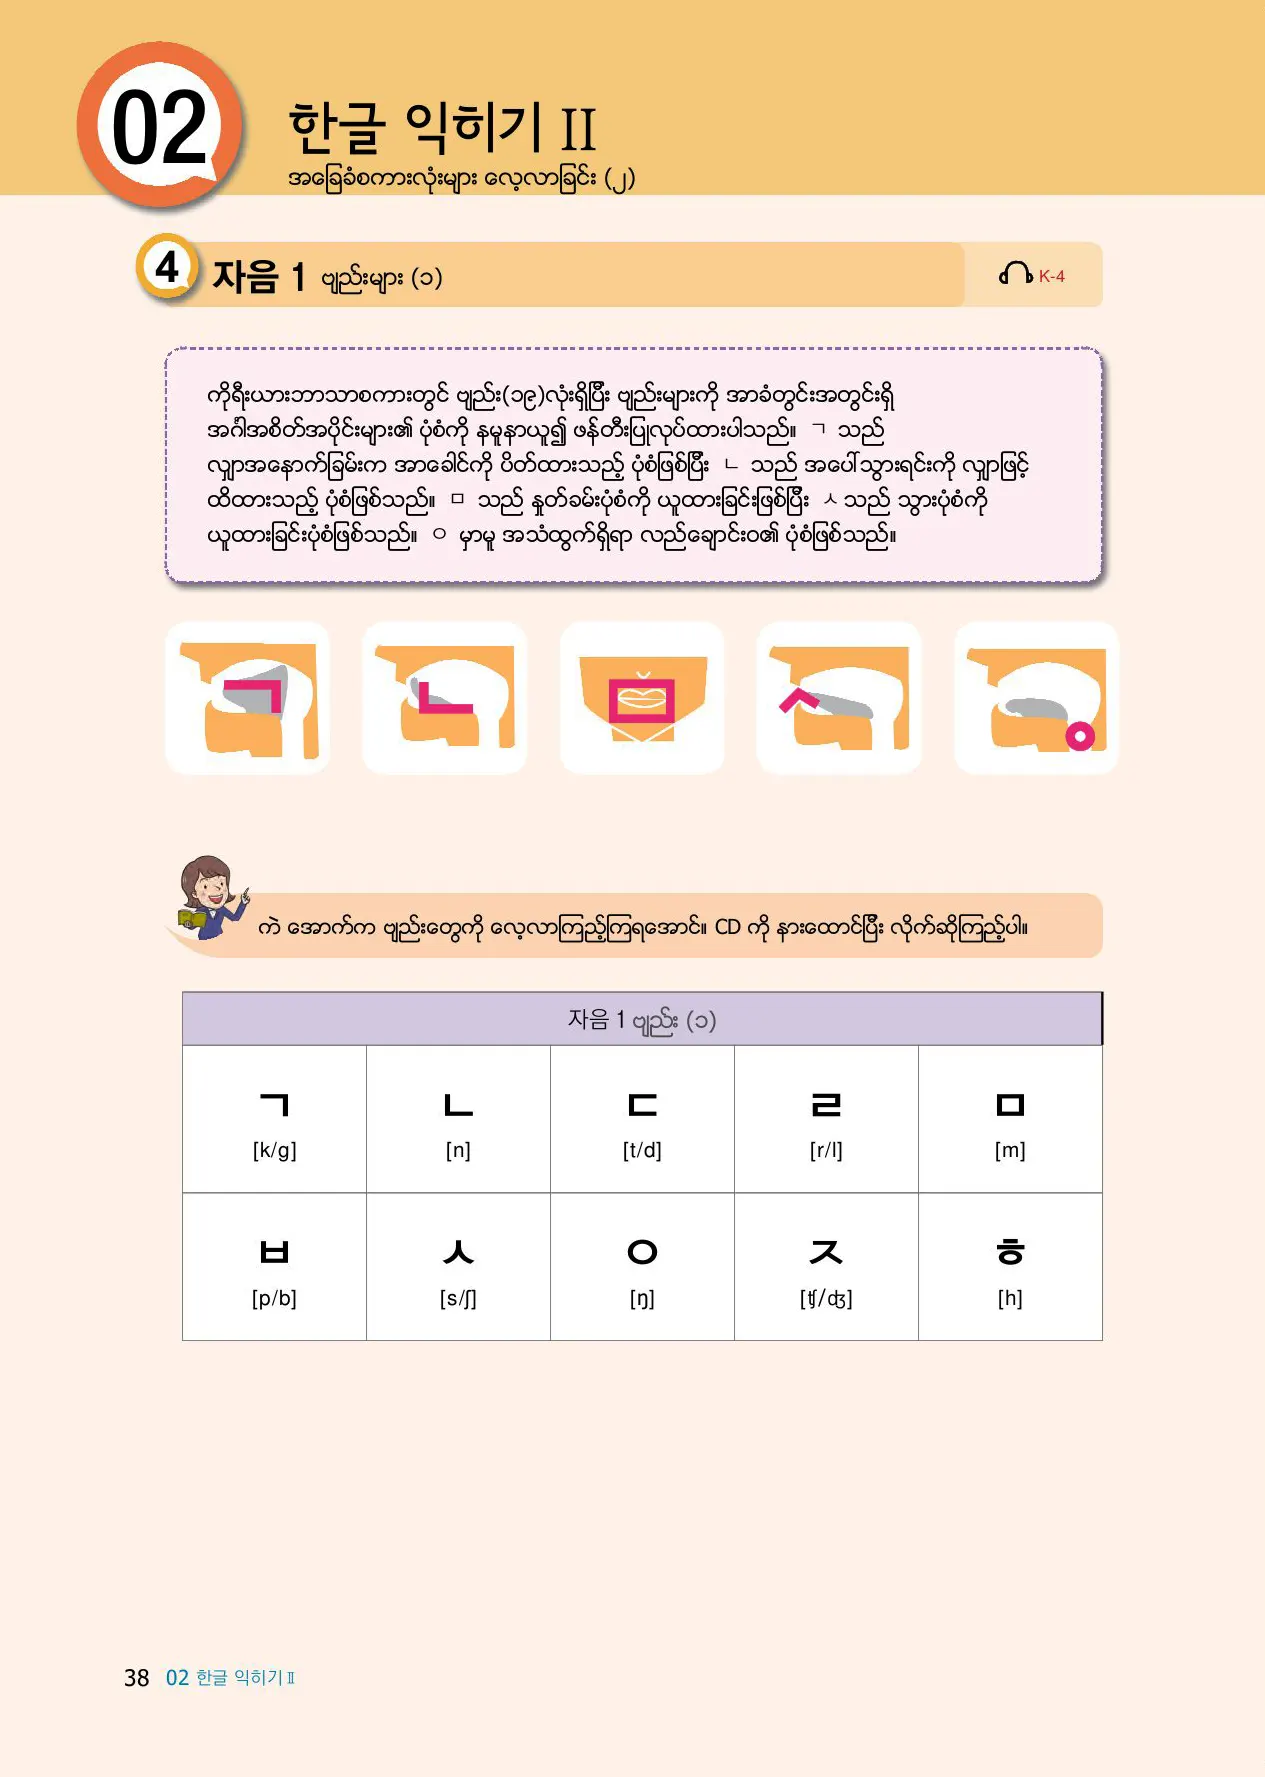 02
한글 익히기 II
အခြေခံစကားလုံးများ လေ့လာခြင်း (၂)
4 자음 1 ဗျည်းများ (၁)
K-4
ကိုရီးယားဘာသာစကားတွင် ဗျည်း(၁၉)လုံးရှိပြီး ဗျည်းများကို အာခံတွင်းအတွင်းရှိ
အင်္ဂါအစိတ်အပိုင်းများ၏ ပုံစံကို နမူနာယူ၍ ဖန်တီးပြုလုပ်ထားပါသည်။ ㄱ သည်
လျှာအနောက်ခြမ်းက အာခေါင်ကို ပိတ်ထားသည့် ပုံစံဖြစ်ပြီး ㄴ သည် အပေါ်သွားရင်းကို လျှာဖြင့်
ထိထားသည့် ပုံစံဖြစ်သည်။ ㅁ သည် နှုတ်ခမ်းပုံစံကို ယူထားခြင်းဖြစ်ပြီး ㅅ သည် သွားပုံစံကို
ယူထားခြင်းပုံစံဖြစ်သည်။ ㅇ မှာမူ အသံထွက်ရှိရာ လည်ချောင်းဝ၏ ပုံစံဖြစ်သည်။
ㄱ ㄴ ㅁ ㅅ ㅇ
ကဲ အောက်က ဗျည်းတွေကို လေ့လာကြည့်ကြရအောင်။ CD ကို နားထောင်ပြီး လိုက်ဆိုကြည့်ပါ။
자음 1 ဗျည်း (၁)
ㄱ ㄴ ㄷ ㄹ ㅁ
[k/g] [n] [t/d] [r/l] [m]
ㅂ ㅅ ㅇ ㅈ ㅎ
[p/b] [s/ʃ] [ŋ] [ʧ/ʤ] [h]
38 02 한글 익히기 II